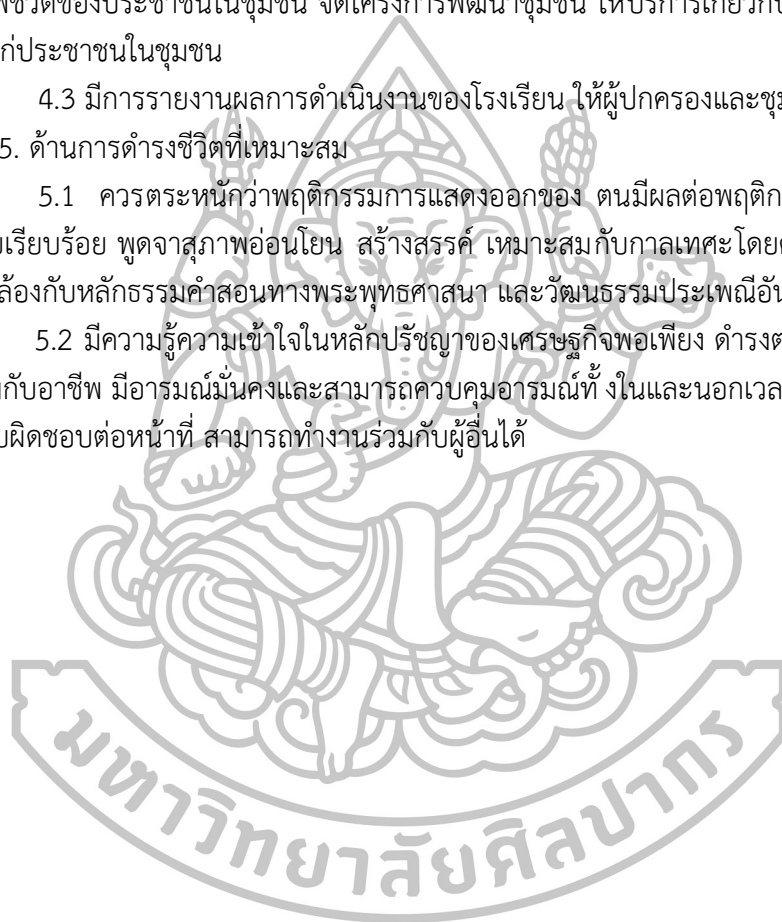 พชีวิตของประชาชนในชุมชน จัดโครงการพัฒนาชุมชน ให้บริการเกี่ยวกับ
ก่ประชาชนในชุมชน
4.3 มีการรายงานผลการดำเนินงานของโรงเรียน ให้ผู้ปกครองและชุม
5. ด้านการดำรงชีวิตที่เหมาะสม
5.1 ควรตระหนักว่าพฤติกรรมการแสดงออกของ ตนมีผลต่อพฤติก
เรียบร้อย พูดจาสุภาพอ่อนโยน สร้างสรรค์ เหมาะสมกับกาลเทศะโดย
ล้องกับหลักธรรมคำสอนทางพระพุทธศาสนา และวัฒนธรรมประเพณีอัน
5.2 มีความรู้ความเข้าใจในหลักปรัชญาของเศรษฐกิจพอเพียง ดำรงต
กับอาชีพ มีอารมณ์มั่นคงและสามารถควบคุมอารมณ์ทั้ งในและนอกเวล
บผิดชอบต่อหน้าที่ สามารถทำงานร่วมกับผู้อื่นได้
มหาวิทยาลัยศิลปากร